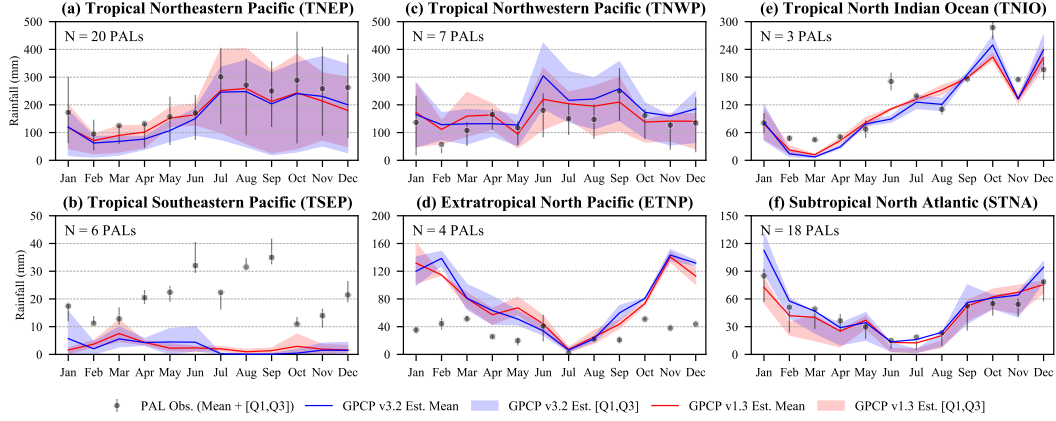 (a) Tropical Northeastern Pacific (TNEP)
N = 20 PALs
Rainfall (mm)
500
400
300
200
100
0
Jan Feb Mar Apr May Jun Jul Aug Sep Oct Nov Dec
(c) Tropical Northwestern Pacific (TNWP)
N = 7 PALs
500
400
300
200
100
0
Jan Feb Mar Apr May Jun Jul Aug Sep Oct Nov Dec
(e) Tropical North Indian Ocean (TNIO)
N = 3 PALs
300
240
180
120
60
0
Jan Feb Mar Apr May Jun Jul Aug Sep Oct Nov Dec
(b) Tropical Southeastern Pacific (TSEP)
N = 6 PALs
Rainfall (mm)
50
40
30
20
10
0
Jan Feb Mar Apr May Jun Jul Aug Sep Oct Nov Dec
(d) Extratropical North Pacific (ETNP)
N = 4 PALs
200
160
120
80
40
0
Jan Feb Mar Apr May Jun Jul Aug Sep Oct Nov Dec
(f) Subtropical North Atlantic (STNA)
N = 18 PALs
150
120
90
60
30
0
Jan Feb Mar Apr May Jun Jul Aug Sep Oct Nov Dec
PAL Obs. (Mean + [Q1,Q3]) GPCP v3.2 Est. Mean GPCP v3.2 Est. [Q1,Q3] GPCP v1.3 Est. Mean GPCP v1.3 Est. [Q1,Q3]